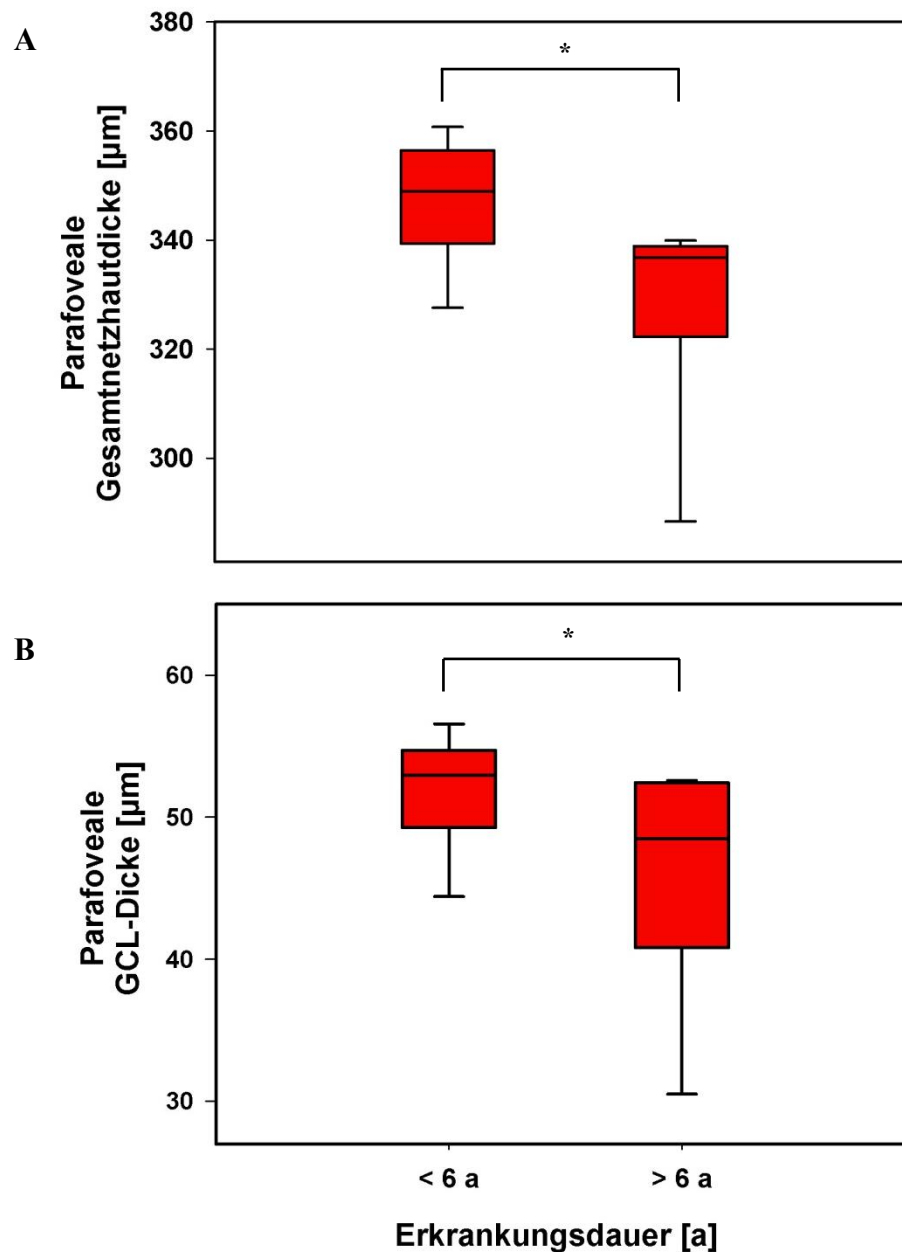 A
Parafoveale
Gesamtnetzhautdicke [µm]
380
360
340
320
300
*
B
Parafoveale
GCL-Dicke [µm]
60
50
40
30
*
< 6 a
> 6 a
Erkrankungsdauer [a]